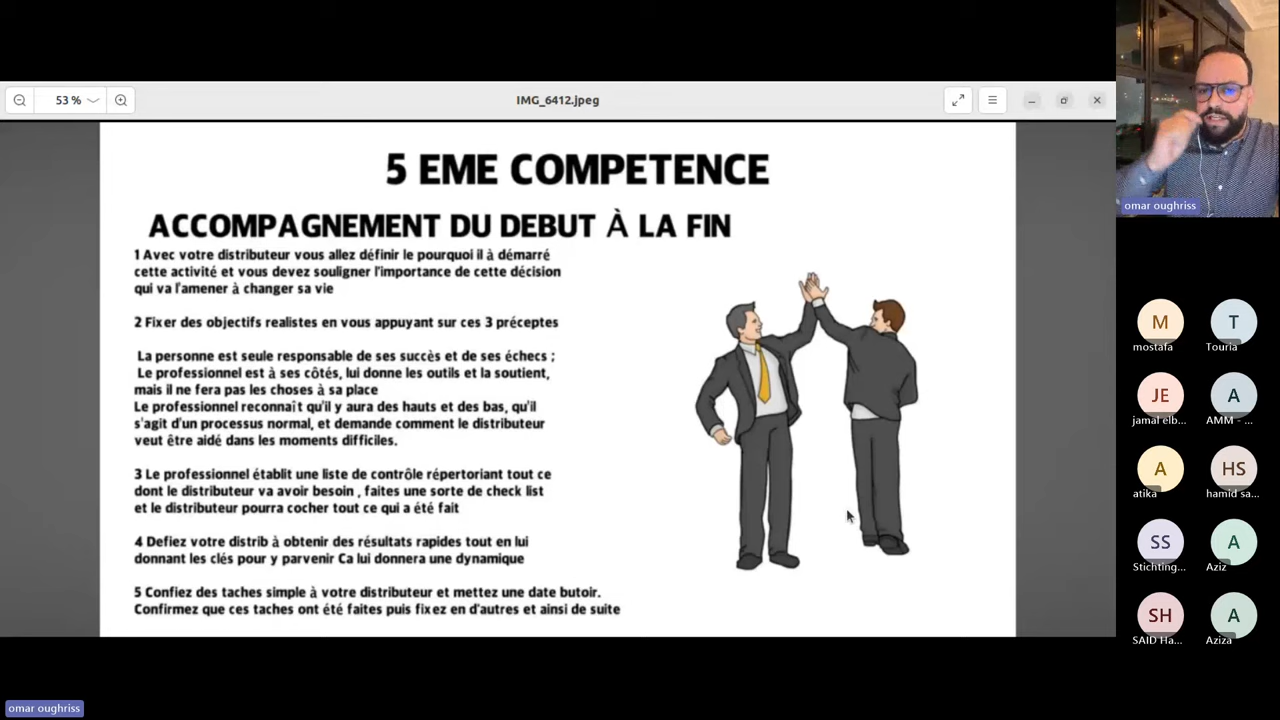 53 %
IMG_6412.jpeg
5 EME COMPETENCE
ACCOMPAGNEMENT DU DEBUT À LA FIN
1 Avec votre distributeur vous allez définir le pourquoi il à démarré
cette activité et vous devez souligner l'importance de cette décision
qui va l'amener à changer sa vie
2 Fixer des objectifs realistes en vous appuyant sur ces 3 préceptes
La personne est seule responsable de ses succès et de ses échecs ;
Le professionnel est à ses côtés, lui donne les outils et la soutient,
mais il ne fera pas les choses à sa place
Le professionnel reconnaît qu'il y aura des hauts et des bas, qu'il
s'agit d'un processus normal, et demande comment le distributeur
veut être aidé dans les moments difficiles.
3 Le professionnel établit une liste de contrôle répertoriant tout ce
dont le distributeur va avoir besoin , faites une sorte de check list
et le distributeur pourra cocher tout ce qui a été fait
4 Defiez votre distrib à obtenir des résultats rapides tout en lui
donnant les clés pour y parvenir Ca lui donnera une dynamique
5 Confiez des taches simple à votre distributeur et mettez une date butoir.
Confirmez que ces taches ont été faites puis fixez en d'autres et ainsi de suite
omar oughriss
M
mostafa
T
Touria
JE
jamal elb...
A
AMM - ...
A
atika
HS
hamid sa...
SS
Stichting...
A
Aziz
SH
SAID Ha...
A
Aziza
omar oughriss